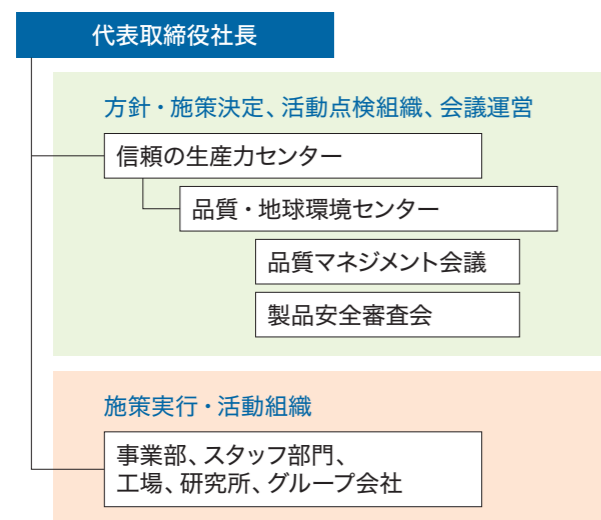 代表取締役社長
方針・施策決定、活動点検組織、会議運営
信頼の生産力センター
品質・地球環境センター
品質マネジメント会議
製品安全審査会
施策実行・活動組織
事業部、スタッフ部門、
工場、研究所、グループ会社